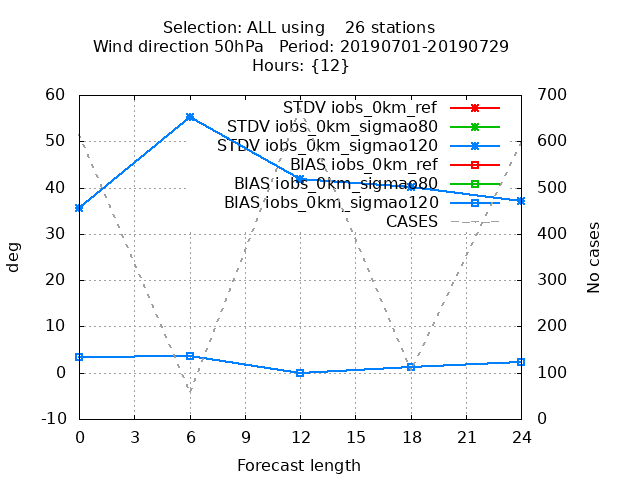 Selection: ALL using    26 stations
Wind direction 50hPa   Period: 20190701-20190729
Hours: {12}
STDV iobs_0km_ref
STDV iobs_0km_sigmao80
STDV iobs_0km_sigmao120
BIAS iobs_0km_ref
BIAS iobs_0km_sigmao80
BIAS iobs_0km_sigmao120
CASES
60
50
40
30
20
10
0
-10
deg
700
600
500
400
300
200
100
0
No cases
0 3 6 9 12 15 18 21 24
Forecast length